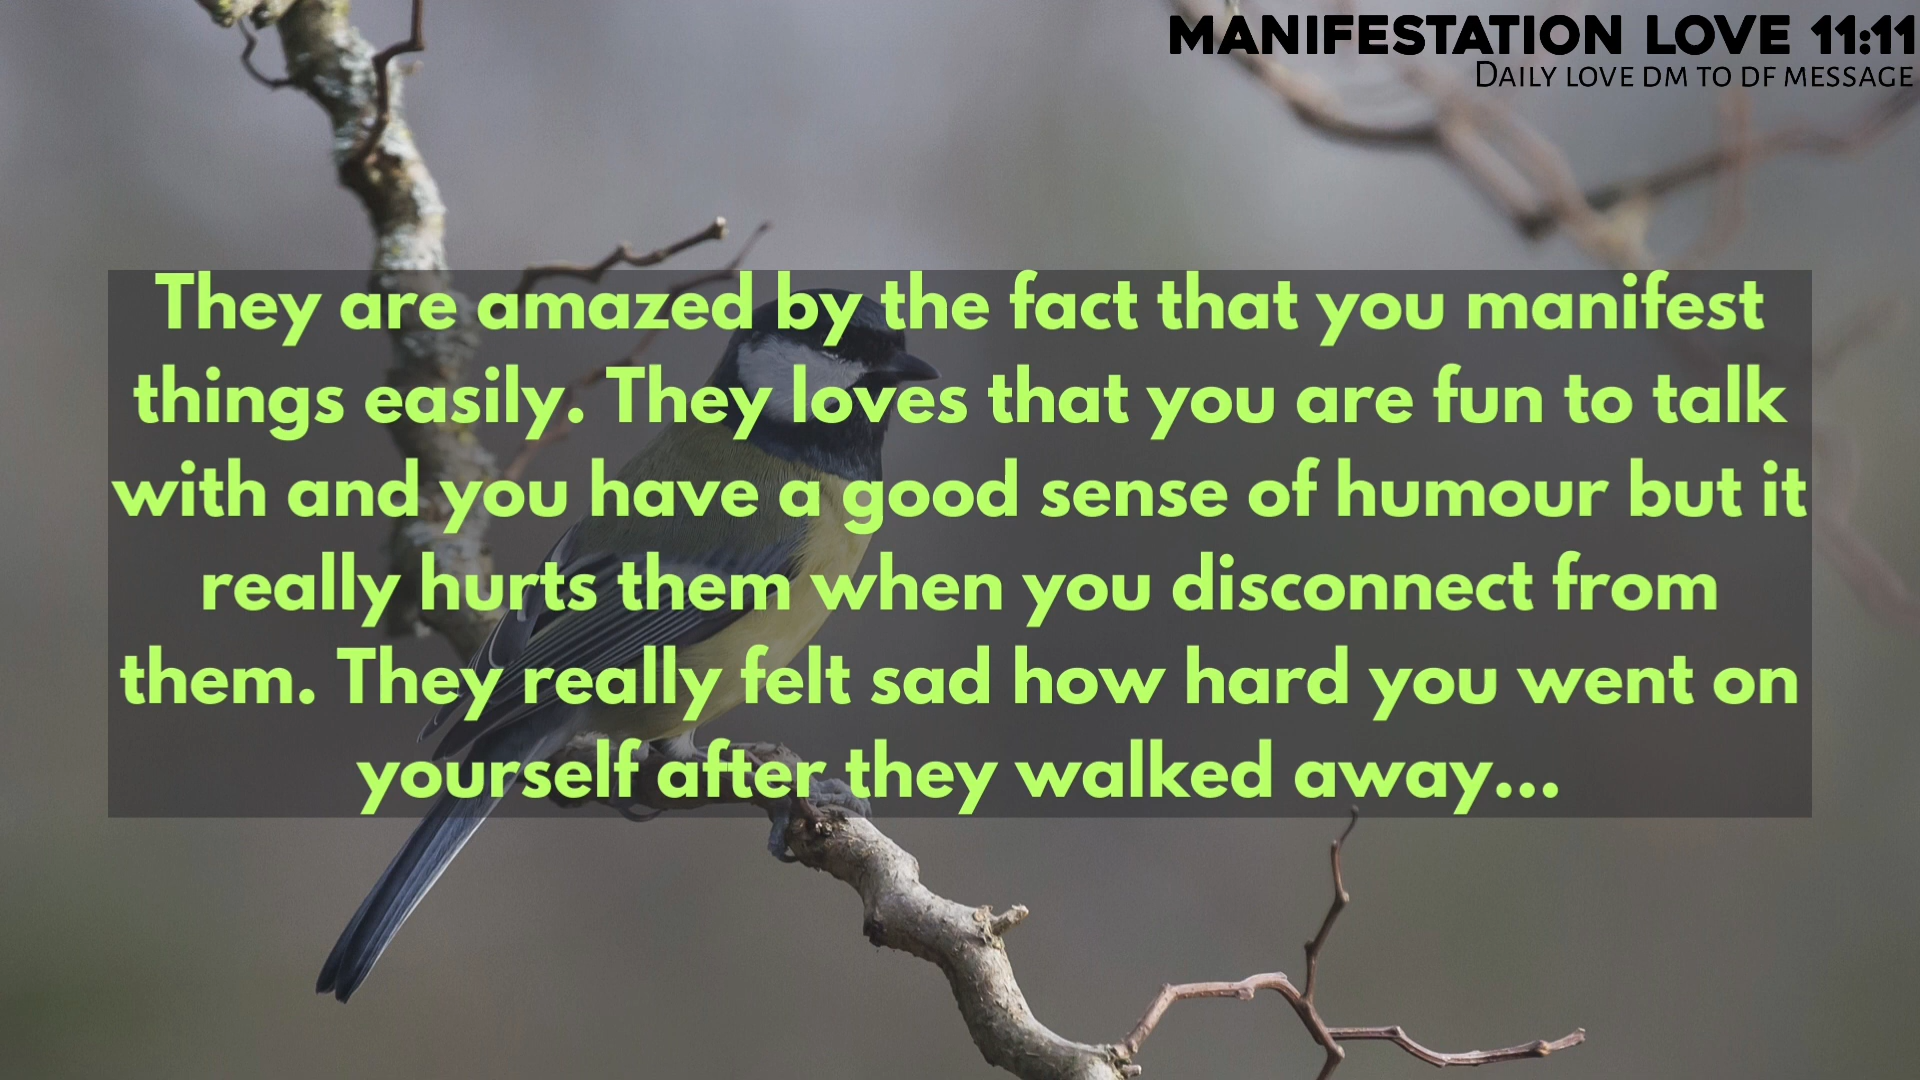 MANIFESTATION LOVE 11:11
DAILY LOVE DM TO DF MESSAGE
They are amazed by the fact that you manifest
things easily. They loves that you are fun to talk
with and you have a good sense of humour but it
really hurts them when you disconnect from
them. They really felt sad how hard you went on
yourself after they walked away...